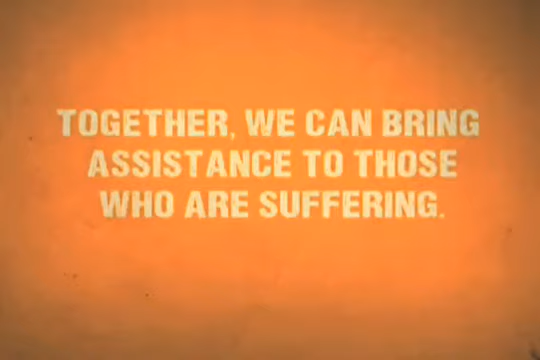 TOGETHER, WE CAN BRING
ASSISTANCE TO THOSE
WHO ARE SUFFERING.